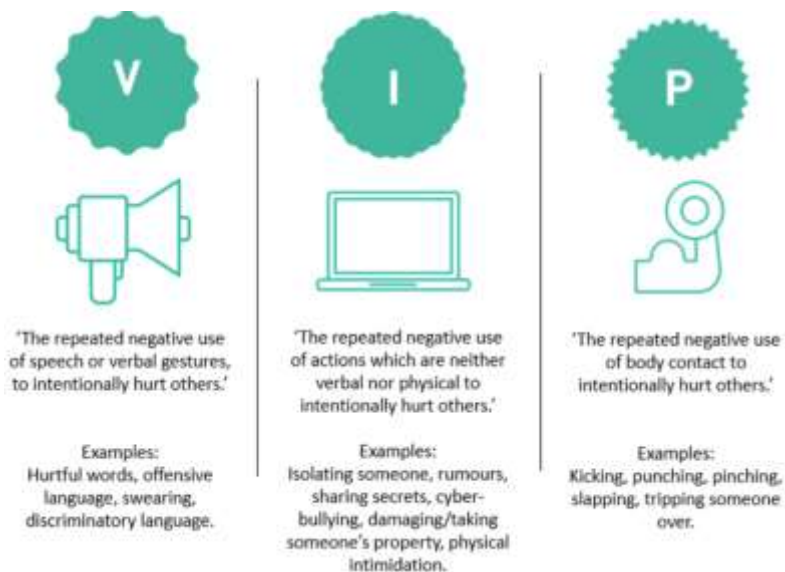 V
'The repeated negative use
of speech or verbal gestures,
to intentionally hurt others.'
Examples:
Hurtful words, offensive
language, swearing,
discriminatory language.
I
'The repeated negative use
of actions which are neither
verbal nor physical to
intentionally hurt others.'
Examples:
Isolating someone, rumours,
sharing secrets, cyber-
bullying, damaging/taking
someone's property, physical
intimidation.
P
'The repeated negative use
of body contact to
intentionally hurt others.'
Examples:
Kicking, punching, pinching,
slapping, tripping someone
over.